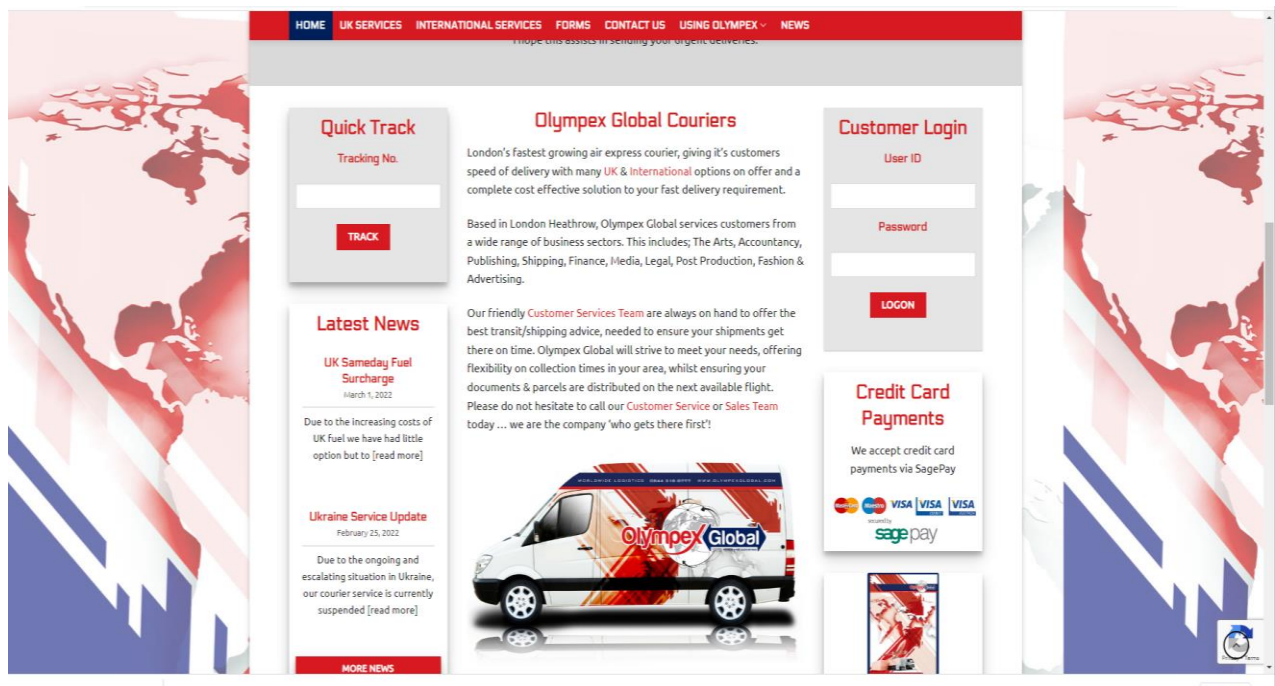 HOME UK SERVICES INTERNATIONAL SERVICES FORMS CONTACT US USING OLYMPEX NEWS
I hope this assists in sending your urgent deliveries.
Quick Track
Tracking No.
TRACK
Latest News
UK Sameday Fuel
Surcharge
March 1, 2022
Due to the increasing costs of
UK fuel we have had little
option but to [read more]
Ukraine Service Update
February 25, 2022
Due to the ongoing and
escalating situation in Ukraine,
our courier service is currently
suspended [read more]
MORE NEWS
Olympex Global Couriers
London's fastest growing air express courier, giving it's customers
speed of delivery with many UK & International options on offer and a
complete cost effective solution to your fast delivery requirement.
Based in London Heathrow, Olympex Global services customers from
a wide range of business sectors. This includes; The Arts, Accountancy,
Publishing, Shipping, Finance, Media, Legal, Post Production, Fashion &
Advertising.
Our friendly Customer Services Team are always on hand to offer the
best transit/shipping advice, needed to ensure your shipments get
there on time. Olympex Global will strive to meet your needs, offering
flexibility on collection times in your area, whilst ensuring your
documents & parcels are distributed on the next available flight.
Please do not hesitate to call our Customer Service or Sales Team
today ... we are the company 'who gets there first'!
WORLDWIDE LOGISTICS WWW.OLYMPEXGLOBAL.COM
Olympex Global
Customer Login
User ID
Password
LOGON
Credit Card
Payments
We accept credit card
payments via SagePay
MasterCard Maestro VISA VISA VISA
sage pay